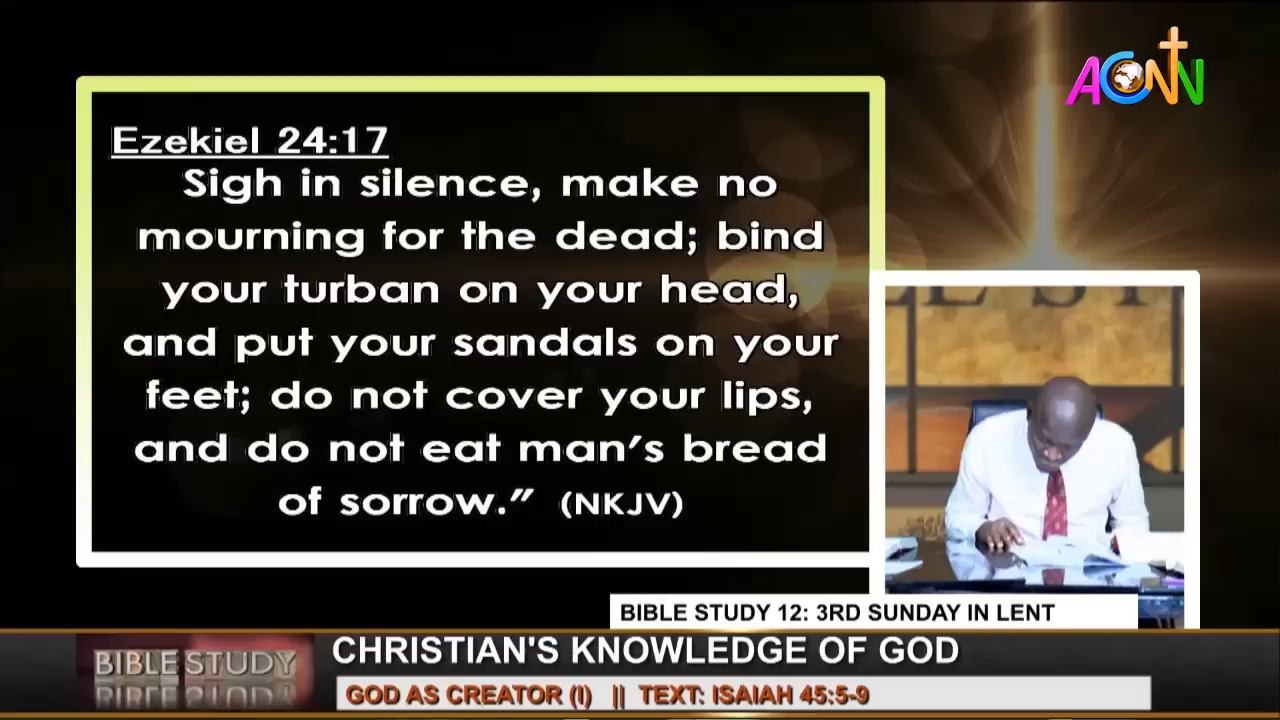 ACNN
Ezekiel 24:17
Sigh in silence, make no
mourning for the dead; bind
your turban on your head,
and put your sandals on your
feet; do not cover your lips,
and do not eat man's bread
of sorrow.” (NKJV)
BIBLE STUDY 12: 3RD SUNDAY IN LENT
BIBLE STUDY
CHRISTIAN'S KNOWLEDGE OF GOD
GOD AS CREATOR (I) || TEXT: ISAIAH 45:5-9